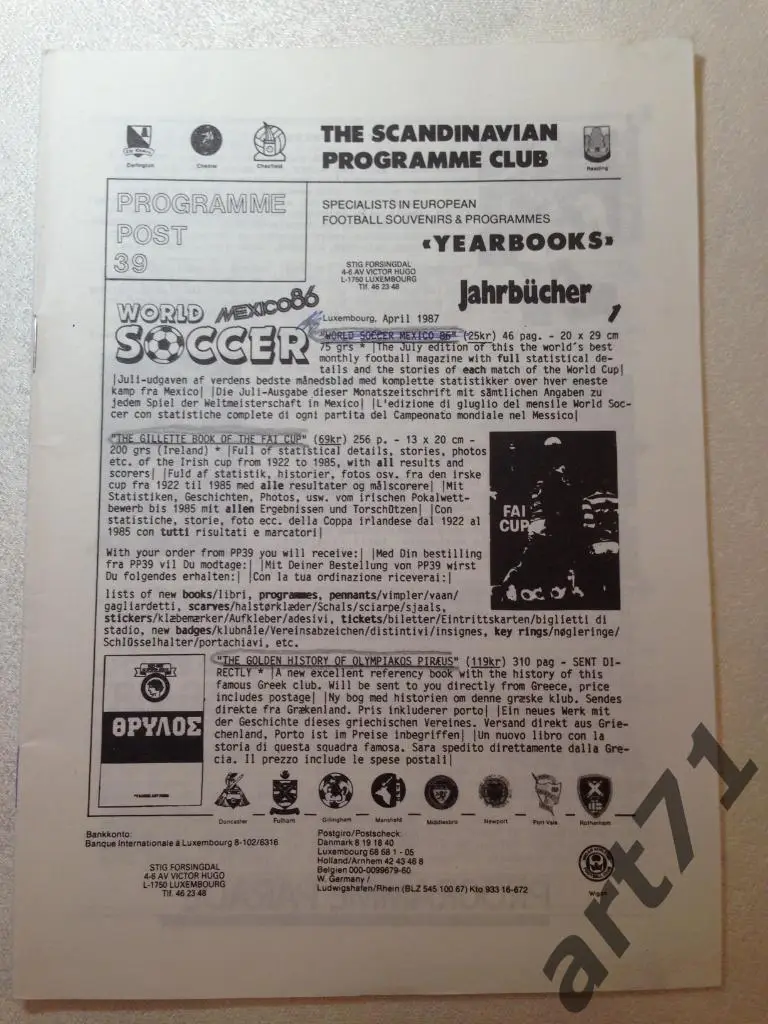 THE SCANDINAVIAN
PROGRAMME CLUB
Darlington
Chester
Chesterfield
Reading
PROGRAMME
POST
39
SPECIALISTS IN EUROPEAN
FOOTBALL SOUVENIRS & PROGRAMMES
«YEARBOOKS»
STIG FORSINGDAL
4-6 AV VICTOR HUGO
L-1750 LUXEMBOURG
Tlf. 46 23 48
Jahrbücher
1
WORLD
SOCCER
MEXICO86
Luxembourg, April 1987
"WORLD SOCCER MEXICO 86" (25kr) 46 pag. - 20 x 29 cm
75 grs * |The July edition of this the world's best
monthly football magazine with full statistical de-
tails and the stories of each match of the World Cup|
|Juli-udgaven af verdens bedste månedsblad med komplette statistikker over hver eneste
kamp fra Mexico| |Die Juli-Ausgabe dieser Monatszeitschrift mit sämtlichen Angaben zu
jedem Spiel der Weltmeisterschaft in Mexico| |L'edizione di gluglio del mensile World Soc-
cer con statistiche complete di ogni partita del Campeonato mondiale nel Messico|
"THE GILLETTE BOOK OF THE FAI CUP" (69kr) 256 p. - 13 x 20 cm -
200 grs (Ireland) * |Full of statistical details, stories, photos
etc. of the Irish cup from 1922 to 1985, with all results and
scorers| |Fuld af statistik, historier, fotos osv. fra den irske
cup fra 1922 til 1985 med alle resultater og målscorere| |Mit
Statistiken, Geschichten, Photos, usw. vom irischen Pokalwett-
bewerb bis 1985 mit allen Ergebnissen und Torschützen| |Con
statistiche, storie, foto ecc. della Coppa irlandese dal 1922 al
1985 con tutti risultati e marcatori|
FAI
CUP
With your order from PP39 you will receive:| |Med Din bestilling
fra PP39 vil Du modtage:| |Mit Deiner Bestellung von PP39 wirst
Du folgendes erhalten:| |Con la tua ordinazione riceverai:|
lists of new books/libri, programmes, pennants/vimpler/vaan/
gagliardetti, scarves/halstørklæder/Schals/sciarpe/sjaals,
stickers/klæbemærker/Aufkleber/adesivi, tickets/biletter/Eintrittskarten/biglietti di
stadio, new badges/klubnåle/Vereinsabzeichen/distintivi/insignes, key rings/nøgleringe/
Schlüsselhalter/portachiavi, etc.
ΘΡΥΛΟΣ
"THE GOLDEN HISTORY OF OLYMPIAKOS PIRÆUS" (119kr) 310 pag - SENT DI-
RECTLY * |A new excellent referency book with the history of this
famous Greek club. Will be sent to you directly from Greece, price
includes postage| |Ny bog med historien om denne græske klub. Sendes
direkte fra Grækenland. Pris inkluderer porto| |Ein neues Werk mit
der Geschichte dieses griechischen Vereines. Versand direkt aus Grie-
chenland, Porto ist im Preise inbegriffen| |Un nuovo libro con la
storia di questa squadra famosa. Sara spedito direttamente dalla Gre-
cia. Il prezzo include le spese postali|
Doncaster
Fulham
Gillingham
Mansfield
Middlesbro
Newport
Port-Vale
Rotherham
Bankkonto:
Banque Internationale à Luxembourg 8-102/6316
STIG FORSINGDAL
4-6 AV VICTOR HUGO
L-1750 LUXEMBOURG
Tlf. 46 23 48
Postgiro/Postscheck:
Danmark 8 19 18 40
Luxembourg 68 68 1 - 05
Holland/Arnhem 42 43 46 8
Belgien 000-0099679-60
W. Germany/
Ludwigshafen/Rhein (BLZ 545 100 67) Kto 933 16-672
Wigan
art71